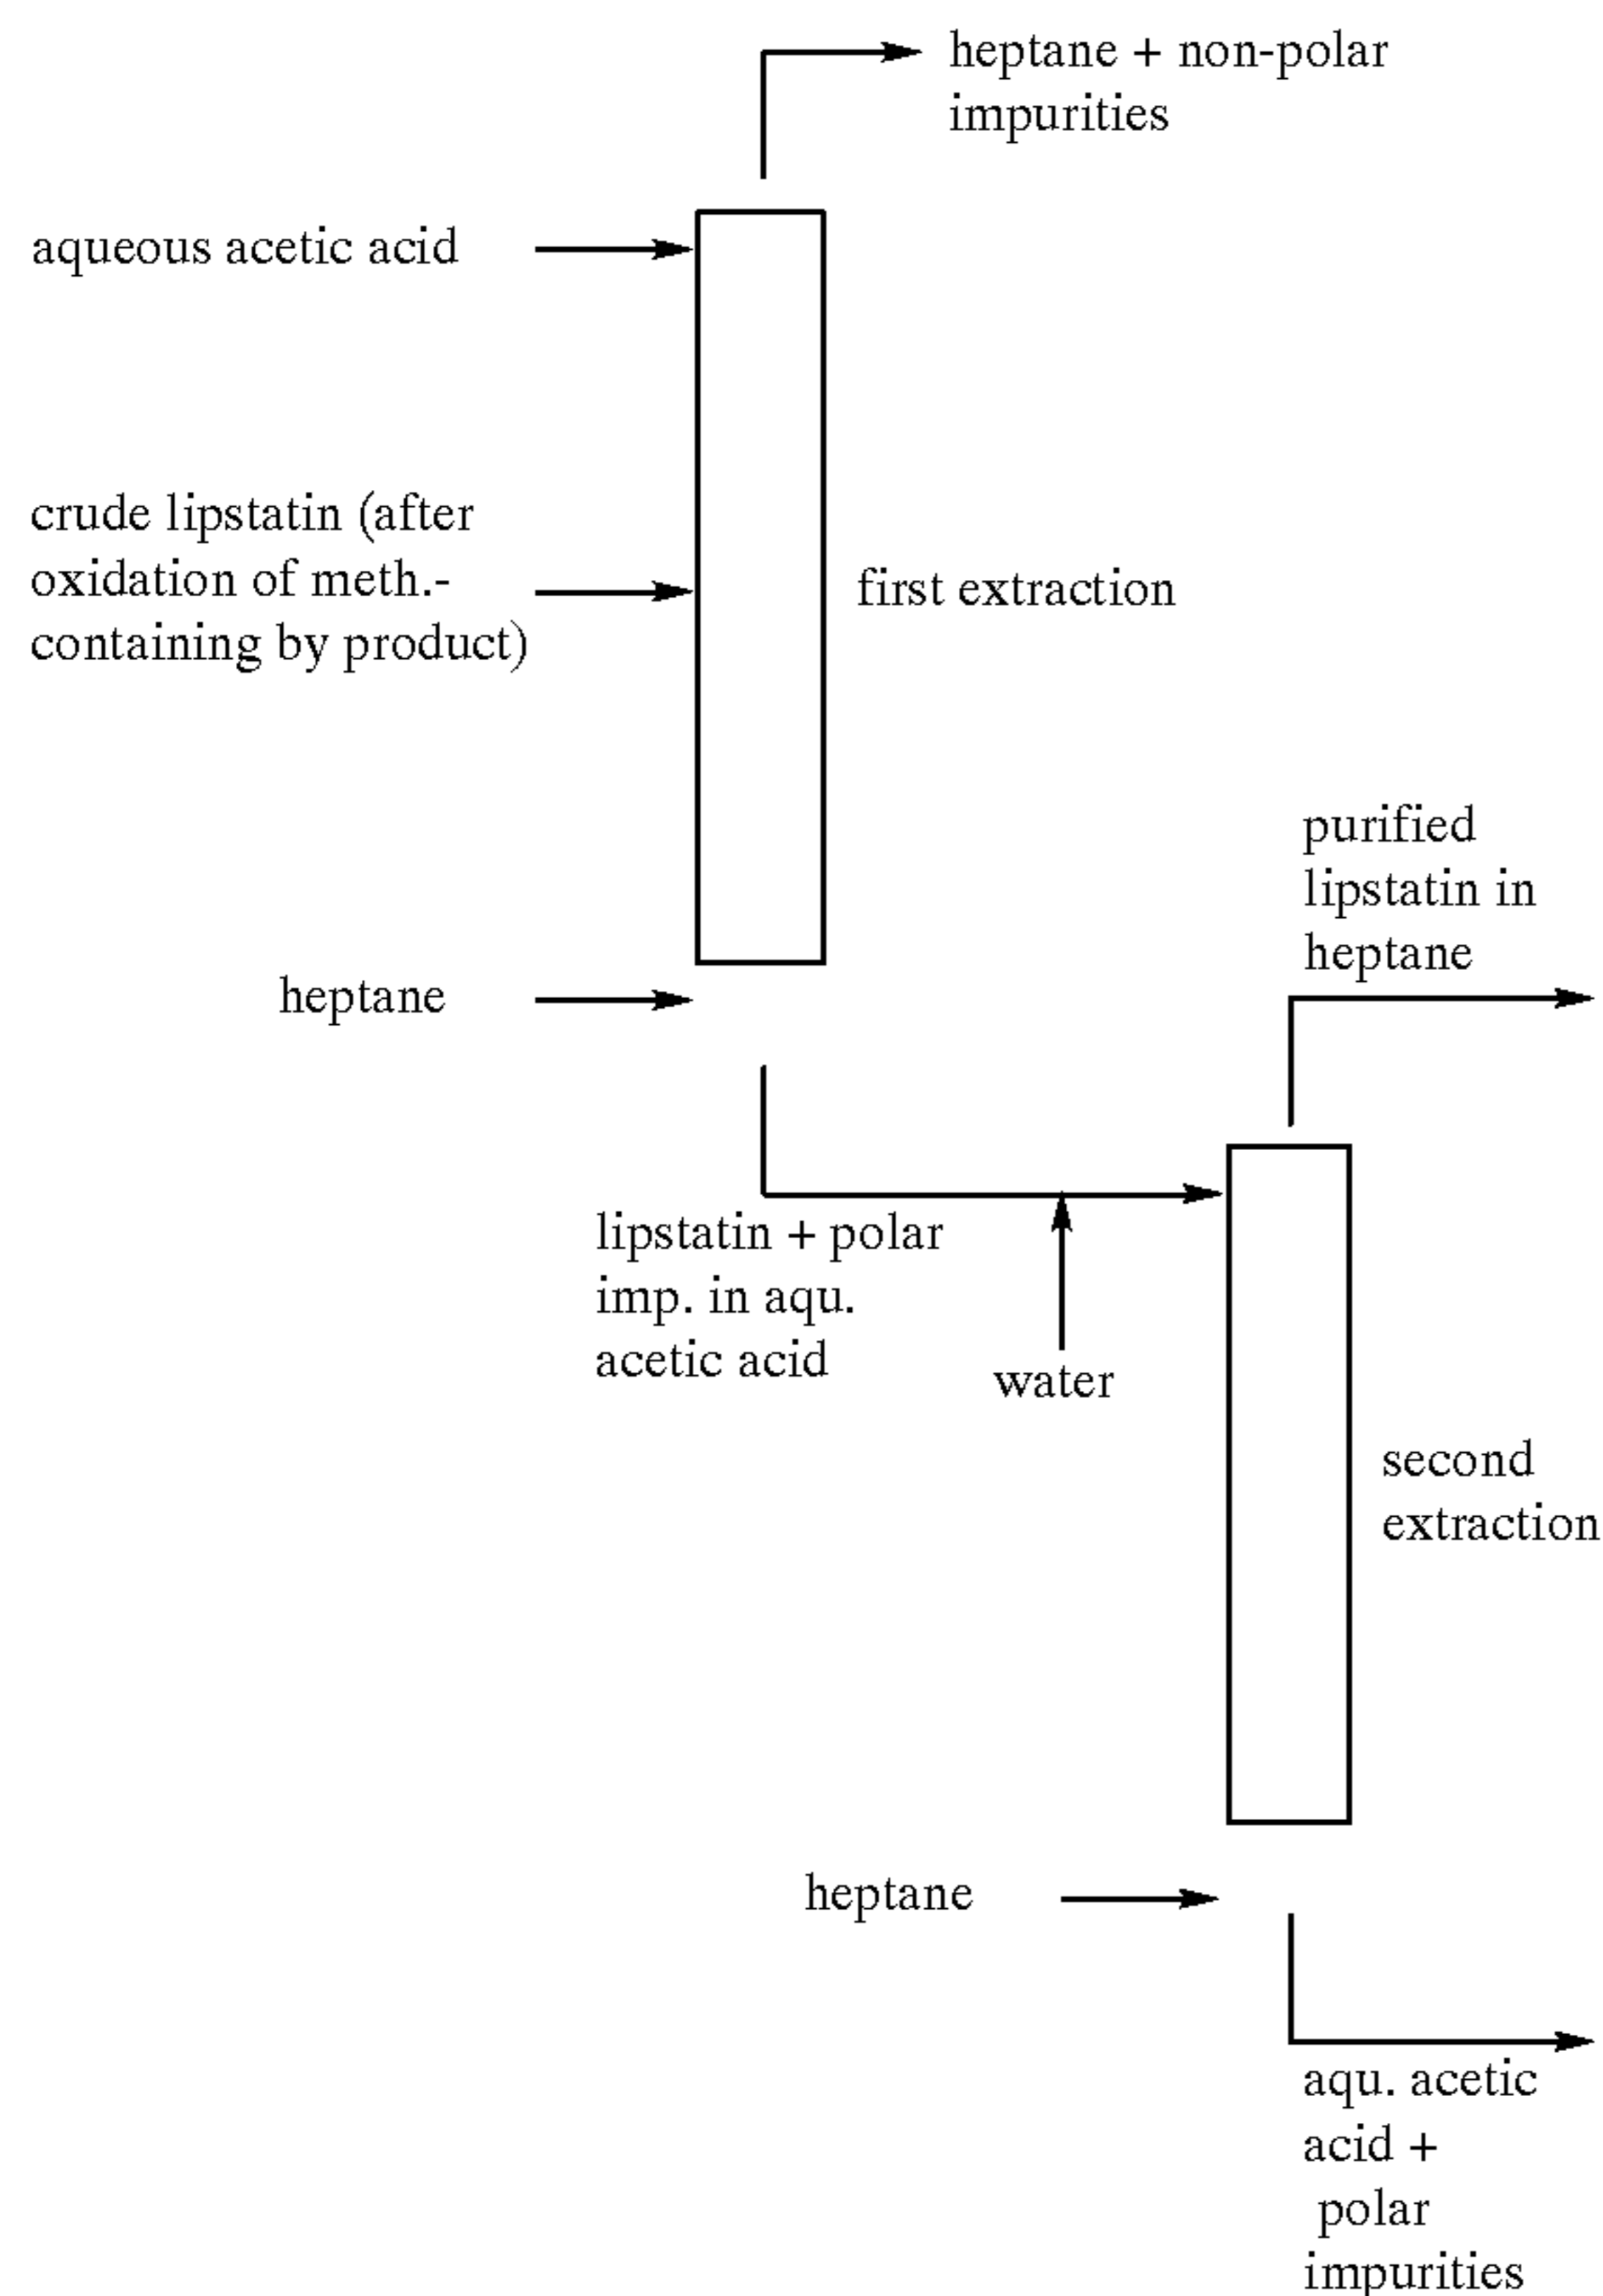 heptane + non-polar
impurities
aqueous acetic acid
crude lipstatin (after
oxidation of meth.-
containing by product)
first extraction
heptane
purified
lipstatin in
heptane
lipstatin + polar
imp. in aqu.
acetic acid
water
second
extraction
heptane
aqu. acetic
acid +
polar
impurities